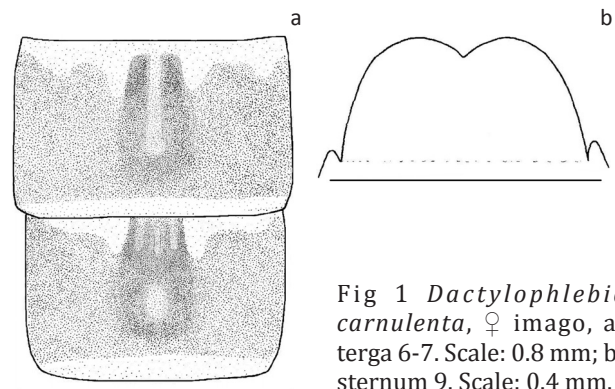 a
b
Fig 1 Dactylophlebia
carnulenta, ♀ imago, a
terga 6-7. Scale: 0.8 mm; b
sternum 9. Scale: 0.4 mm.